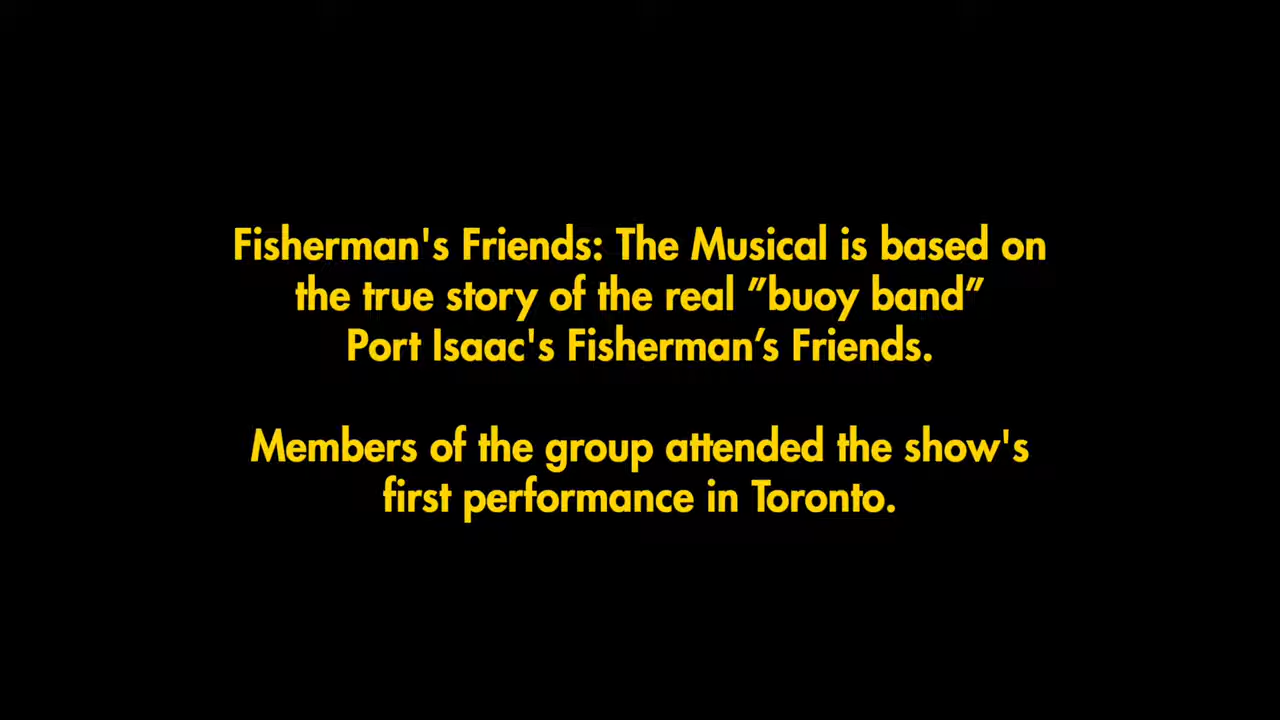 Fisherman's Friends: The Musical is based on
the true story of the real ”buoy band”
Port Isaac's Fisherman’s Friends.
Members of the group attended the show's
first performance in Toronto.